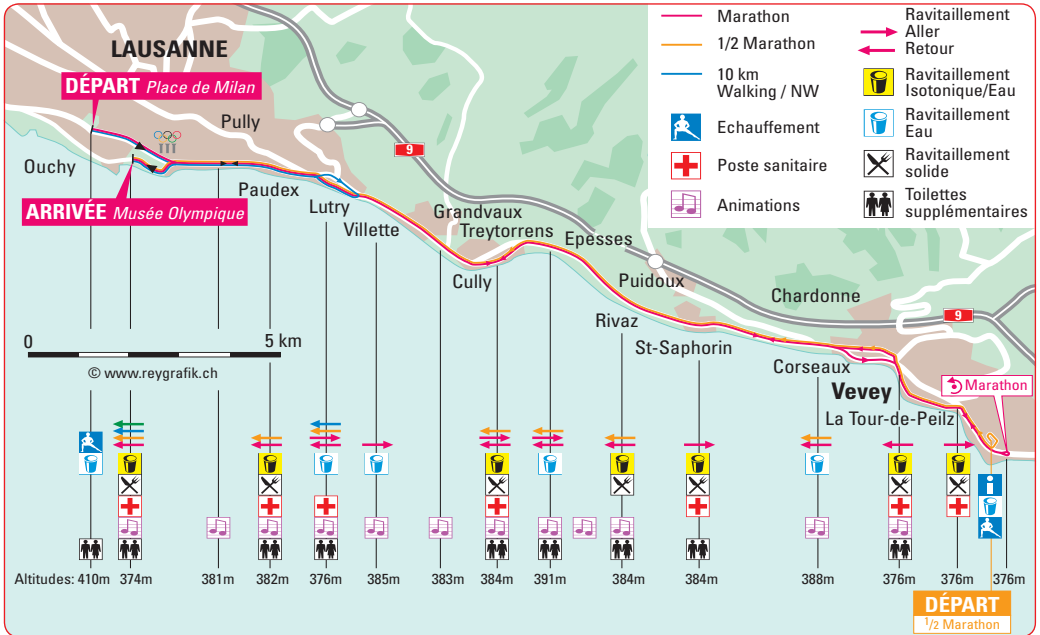 LAUSANNE
DÉPART Place de Milan
Pully
Ouchy
ARRIVÉE Musée Olympique
Paudex
Lutry
Villette
Grandvaux
Treytorrens
Cully
Epesses
Puidoux
Rivaz
St-Saphorin
Chardonne
Corseaux
Vevey
La Tour-de-Peilz
Marathon
9
9
Marathon
1/2 Marathon
10 km
Walking / NW
Echauffement
Poste sanitaire
Animations
Ravitaillement
Aller
Retour
Ravitaillement
Isotonique/Eau
Ravitaillement
Eau
Ravitaillement
solide
Toilettes
supplémentaires
0 5 km
© www.reygrafik.ch
i
Altitudes: 410m 374m 381m 382m 376m 385m 383m 384m 391m 384m 384m 388m 376m 376m 376m
DÉPART
1/2 Marathon